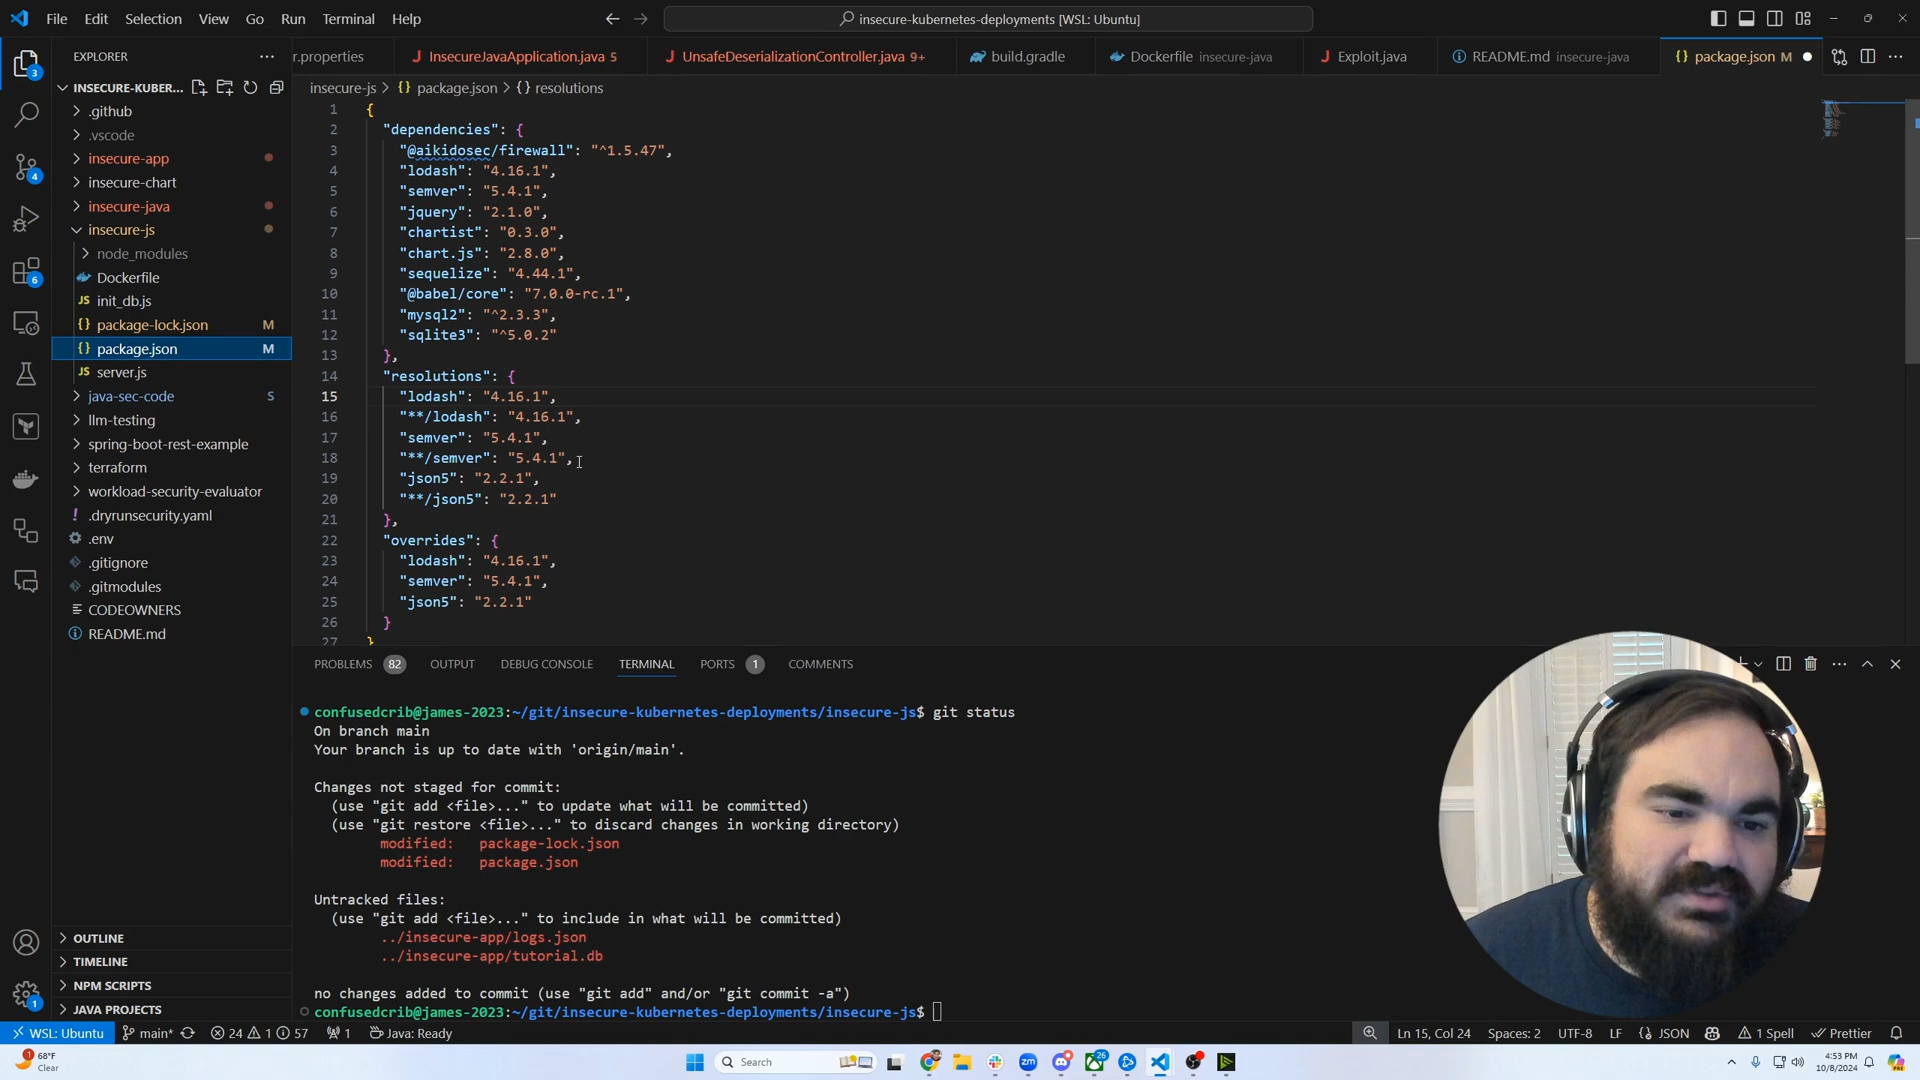 File Edit Selection View Go Run Terminal Help
insecure-kubernetes-deployments [WSL: Ubuntu]
EXPLORER
r.properties
InsecureJavaApplication.java 5
UnsafeDeserializationController.java 9+
build.gradle
Dockerfile insecure-java
Exploit.java
README.md insecure-java
package.json M
INSECURE-KUBER...
insecure-js > package.json > resolutions
.github
.vscode
insecure-app
insecure-chart
insecure-java
insecure-js
node_modules
Dockerfile
init_db.js
package-lock.json M
package.json M
server.js
java-sec-code S
llm-testing
spring-boot-rest-example
terraform
workload-security-evaluator
.dryrunsecurity.yaml
.env
.gitignore
.gitmodules
CODEOWNERS
README.md
OUTLINE
TIMELINE
NPM SCRIPTS
JAVA PROJECTS
3
4
6
1
1 {
2 "dependencies": {
3 "@aikidosec/firewall": "^1.5.47",
4 "lodash": "4.16.1",
5 "semver": "5.4.1",
6 "jquery": "2.1.0",
7 "chartist": "0.3.0",
8 "chart.js": "2.8.0",
9 "sequelize": "4.44.1",
10 "@babel/core": "7.0.0-rc.1",
11 "mysql2": "^2.3.3",
12 "sqlite3": "^5.0.2"
13 },
14 "resolutions": {
15 "lodash": "4.16.1",
16 "**/lodash": "4.16.1",
17 "semver": "5.4.1",
18 "**/semver": "5.4.1",
19 "json5": "2.2.1",
20 "**/json5": "2.2.1"
21 },
22 "overrides": {
23 "lodash": "4.16.1",
24 "semver": "5.4.1",
25 "json5": "2.2.1"
26 }
27 }
PROBLEMS 82 OUTPUT DEBUG CONSOLE TERMINAL PORTS 1 COMMENTS
confusedcrib@james-2023:~/git/insecure-kubernetes-deployments/insecure-js$ git status
On branch main
Your branch is up to date with 'origin/main'.
Changes not staged for commit:
(use "git add <file>..." to update what will be committed)
(use "git restore <file>..." to discard changes in working directory)
modified: package-lock.json
modified: package.json
Untracked files:
(use "git add <file>..." to include in what will be committed)
../insecure-app/logs.json
../insecure-app/tutorial.db
no changes added to commit (use "git add" and/or "git commit -a")
confusedcrib@james-2023:~/git/insecure-kubernetes-deployments/insecure-js$
WSL: Ubuntu main* 24 1 57 1 Java: Ready
Ln 15, Col 24 Spaces: 2 UTF-8 LF {} JSON 1 Spell Prettier
68°F
Clear
Search
26
4:53 PM
10/8/2024